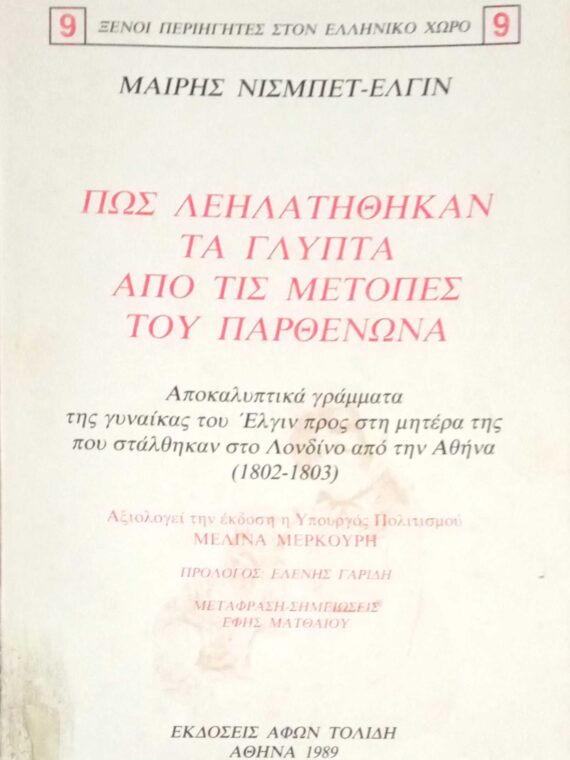 9 ΞΕΝΟΙ ΠΕΡΙΗΓΗΤΕΣ ΣΤΟΝ ΕΛΛΗΝΙΚΟ ΧΩΡΟ 9
ΜΑΙΡΗΣ ΝΙΣΜΠΕΤ-ΕΛΓΙΝ
ΠΩΣ ΛΕΗΛΑΤΗΘΗΚΑΝ
ΤΑ ΓΛΥΠΤΑ
ΑΠΟ ΤΙΣ ΜΕΤΟΠΕΣ
ΤΟΥ ΠΑΡΘΕΝΩΝΑ
Αποκαλυπτικά γράμματα
της γυναίκας του Έλγιν προς στη μητέρα της
που στάλθηκαν στο Λονδίνο από την Αθήνα
(1802-1803)
Αξιολογεί την έκδοση η Υπουργός Πολιτισμού
ΜΕΛΙΝΑ ΜΕΡΚΟΥΡΗ
ΠΡΟΛΟΓΟΣ: ΕΛΕΝΗΣ ΓΑΡΙΔΗ
ΜΕΤΑΦΡΑΣΗ-ΣΗΜΕΙΩΣΕΙΣ
ΕΦΗΣ ΜΑΤΘΑΙΟΥ
ΕΚΔΟΣΕΙΣ ΑΦΩΝ ΤΟΛΙΔΗ
ΑΘΗΝΑ 1989